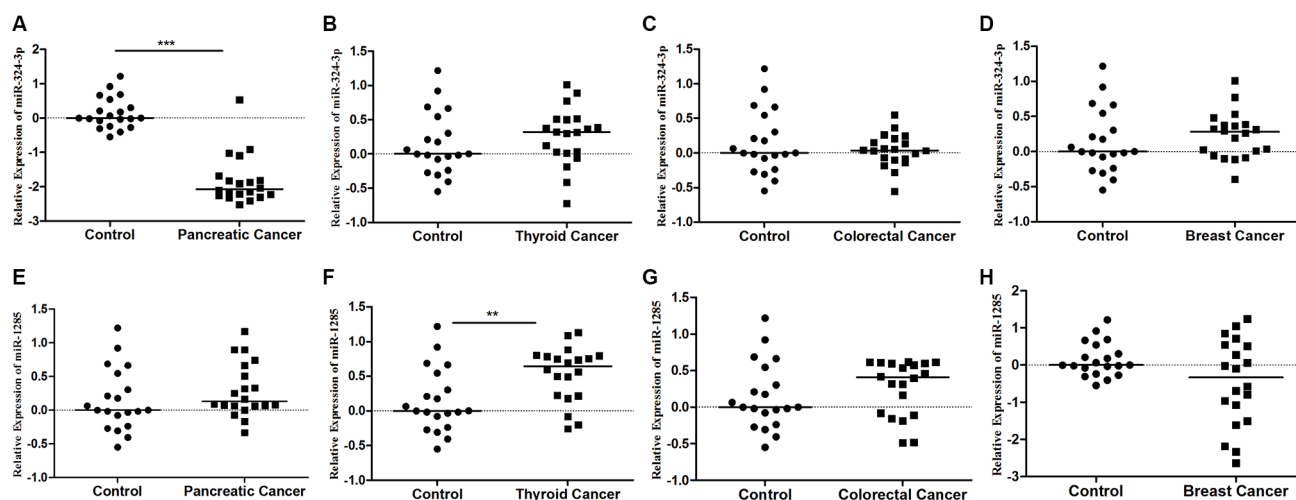 A
Relative Expression of miR-324-3p
2
1
0
-1
-2
-3
***
Control
Pancreatic Cancer
B
Relative Expression of miR-324-3p
1.5
1.0
0.5
0.0
-0.5
-1.0
Control
Thyroid Cancer
C
Relative Expression of miR-324-3p
1.5
1.0
0.5
0.0
-0.5
-1.0
Control
Colorectal Cancer
D
Relative Expression of miR-324-3p
1.5
1.0
0.5
0.0
-0.5
-1.0
Control
Breast Cancer
E
Relative Expression of miR-1285
1.5
1.0
0.5
0.0
-0.5
-1.0
Control
Pancreatic Cancer
F
Relative Expression of miR-1285
1.5
1.0
0.5
0.0
-0.5
-1.0
**
Control
Thyroid Cancer
G
Relative Expression of miR-1285
1.5
1.0
0.5
0.0
-0.5
-1.0
Control
Colorectal Cancer
H
Relative Expression of miR-1285
2
1
0
-1
-2
-3
Control
Breast Cancer